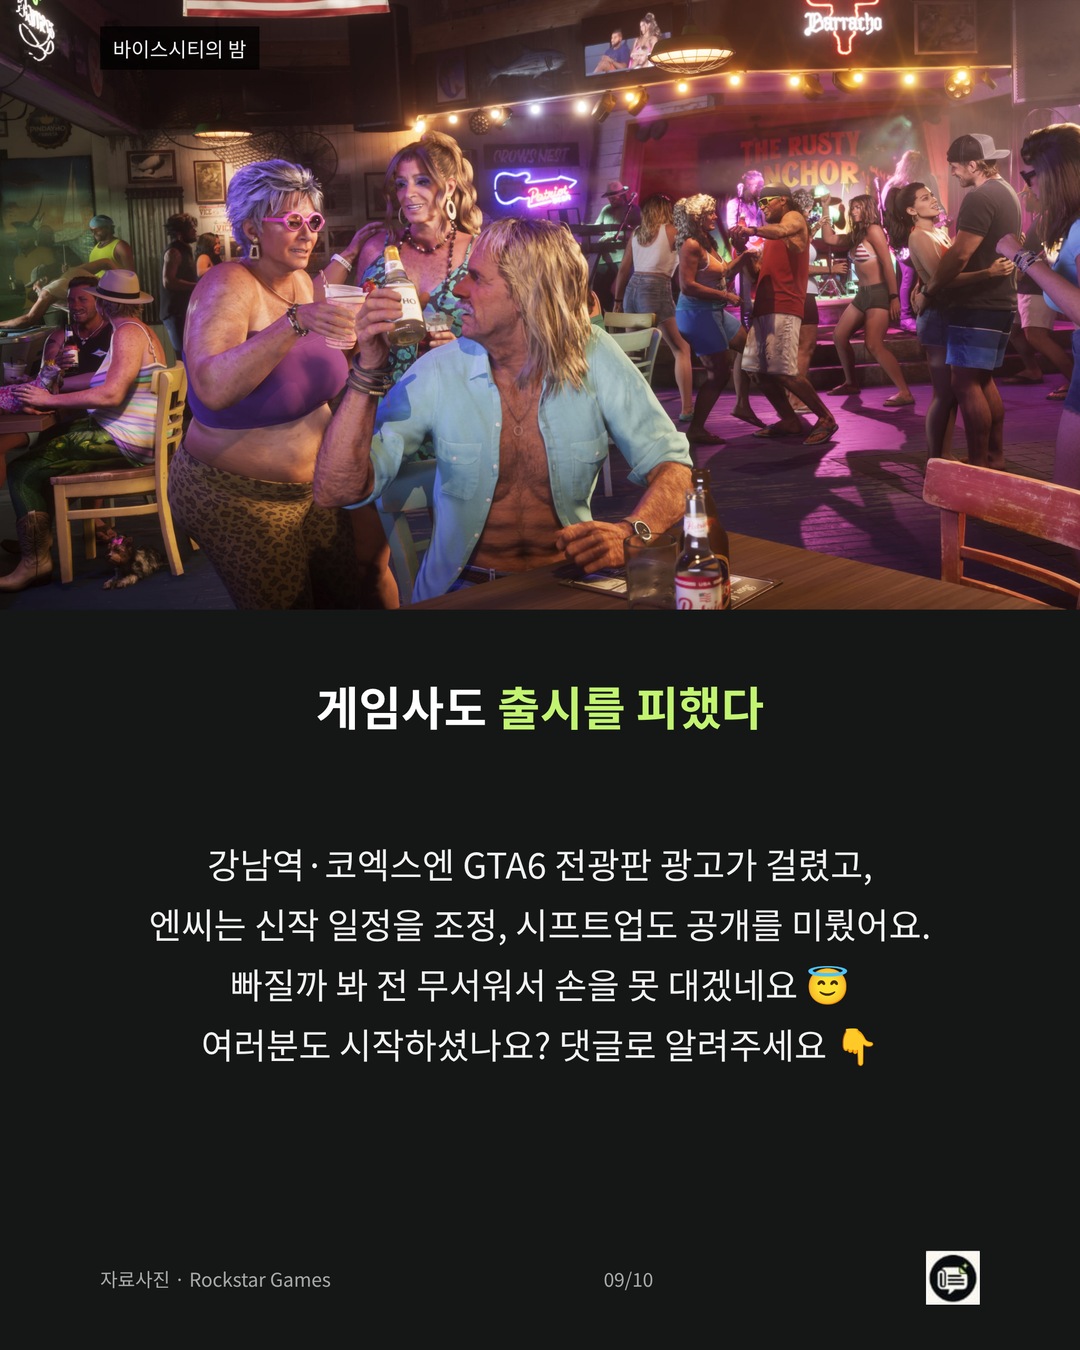 바이스시티의 밤
Barracho
CROWS NEST
Patriot
THE RUSTY
게임사도 출시를 피했다
강남역·코엑스엔 GTA6 전광판 광고가 걸렸고,
엔씨는 신작 일정을 조정, 시프트업도 공개를 미뤘어요.
빠질까 봐 전 무서워서 손을 못 대겠네요 😇
여러분도 시작하셨나요? 댓글로 알려주세요 👇
자료사진 · Rockstar Games
09/10